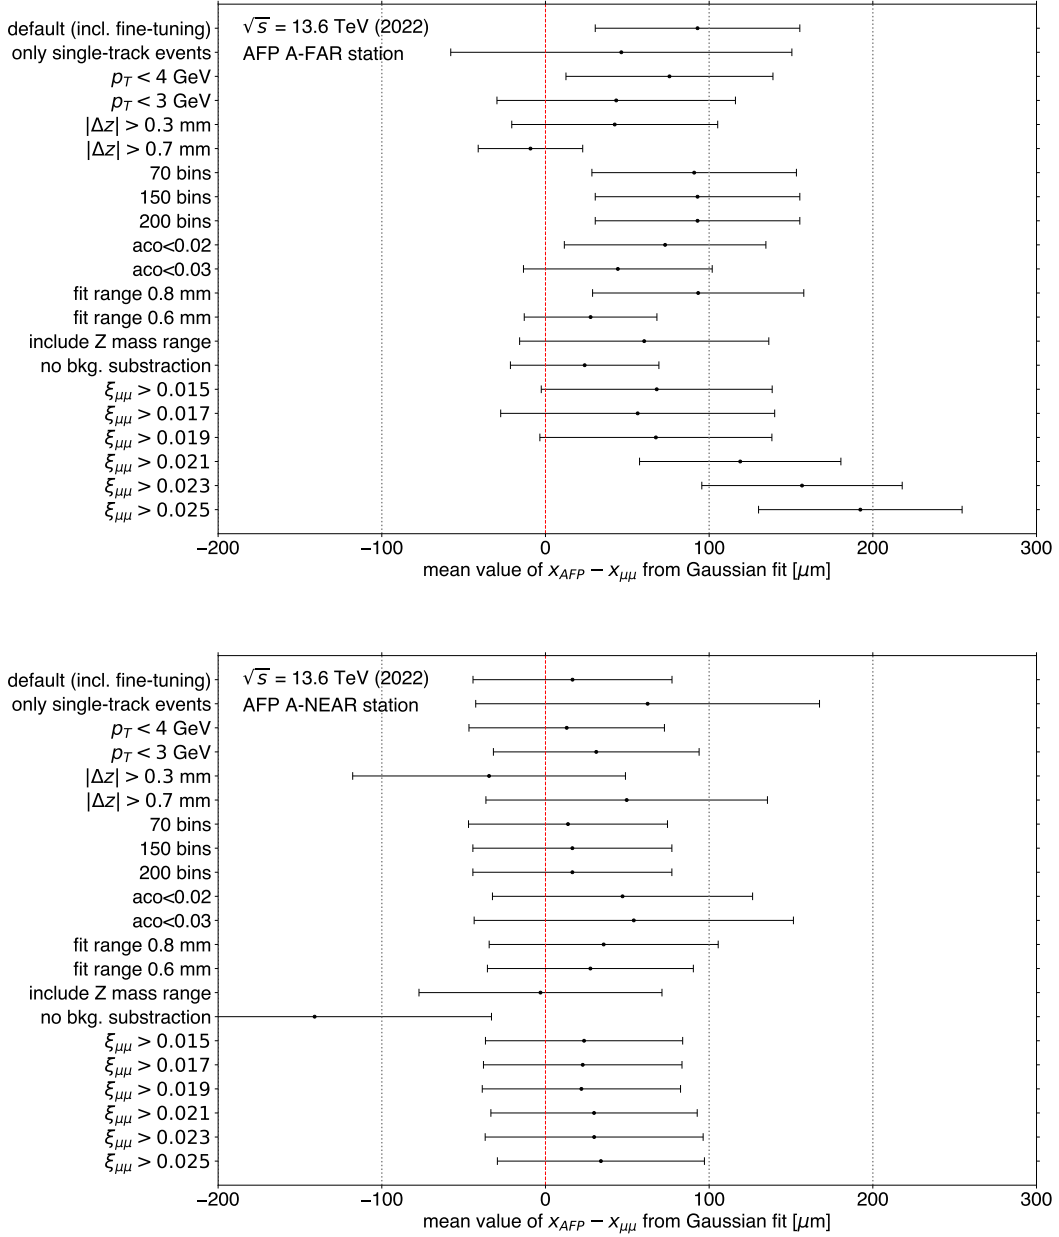 default (incl. fine-tuning)
√s = 13.6 TeV (2022)
only single-track events
AFP A-FAR station
p_T < 4 GeV
p_T < 3 GeV
|Δz| > 0.3 mm
|Δz| > 0.7 mm
70 bins
150 bins
200 bins
aco<0.02
aco<0.03
fit range 0.8 mm
fit range 0.6 mm
include Z mass range
no bkg. substraction
ξ_μμ > 0.015
ξ_μμ > 0.017
ξ_μμ > 0.019
ξ_μμ > 0.021
ξ_μμ > 0.023
ξ_μμ > 0.025
−200 −100 0 100 200 300
mean value of x_AFP − x_μμ from Gaussian fit [μm]
default (incl. fine-tuning)
√s = 13.6 TeV (2022)
only single-track events
AFP A-NEAR station
p_T < 4 GeV
p_T < 3 GeV
|Δz| > 0.3 mm
|Δz| > 0.7 mm
70 bins
150 bins
200 bins
aco<0.02
aco<0.03
fit range 0.8 mm
fit range 0.6 mm
include Z mass range
no bkg. substraction
ξ_μμ > 0.015
ξ_μμ > 0.017
ξ_μμ > 0.019
ξ_μμ > 0.021
ξ_μμ > 0.023
ξ_μμ > 0.025
−200 −100 0 100 200 300
mean value of x_AFP − x_μμ from Gaussian fit [μm]